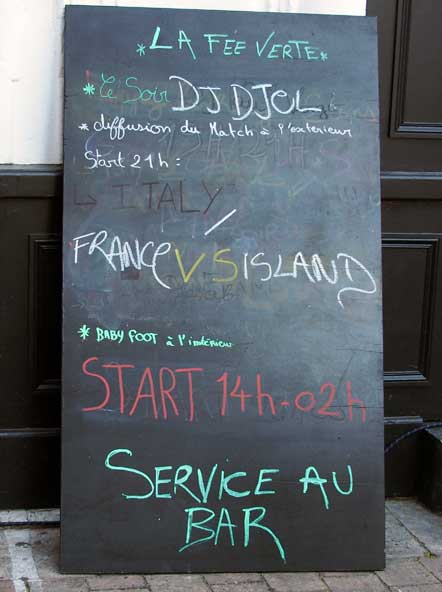 * LA FÉE VERTE *
* Ce Soir DJ DJOL
* diffusion du Match à l'extérieur
Start 21h :
↳ ITALY
FRANCE VS ISLAND
* BABY FOOT à l'intérieur
START 14h-02h
SERVICE AU
BAR